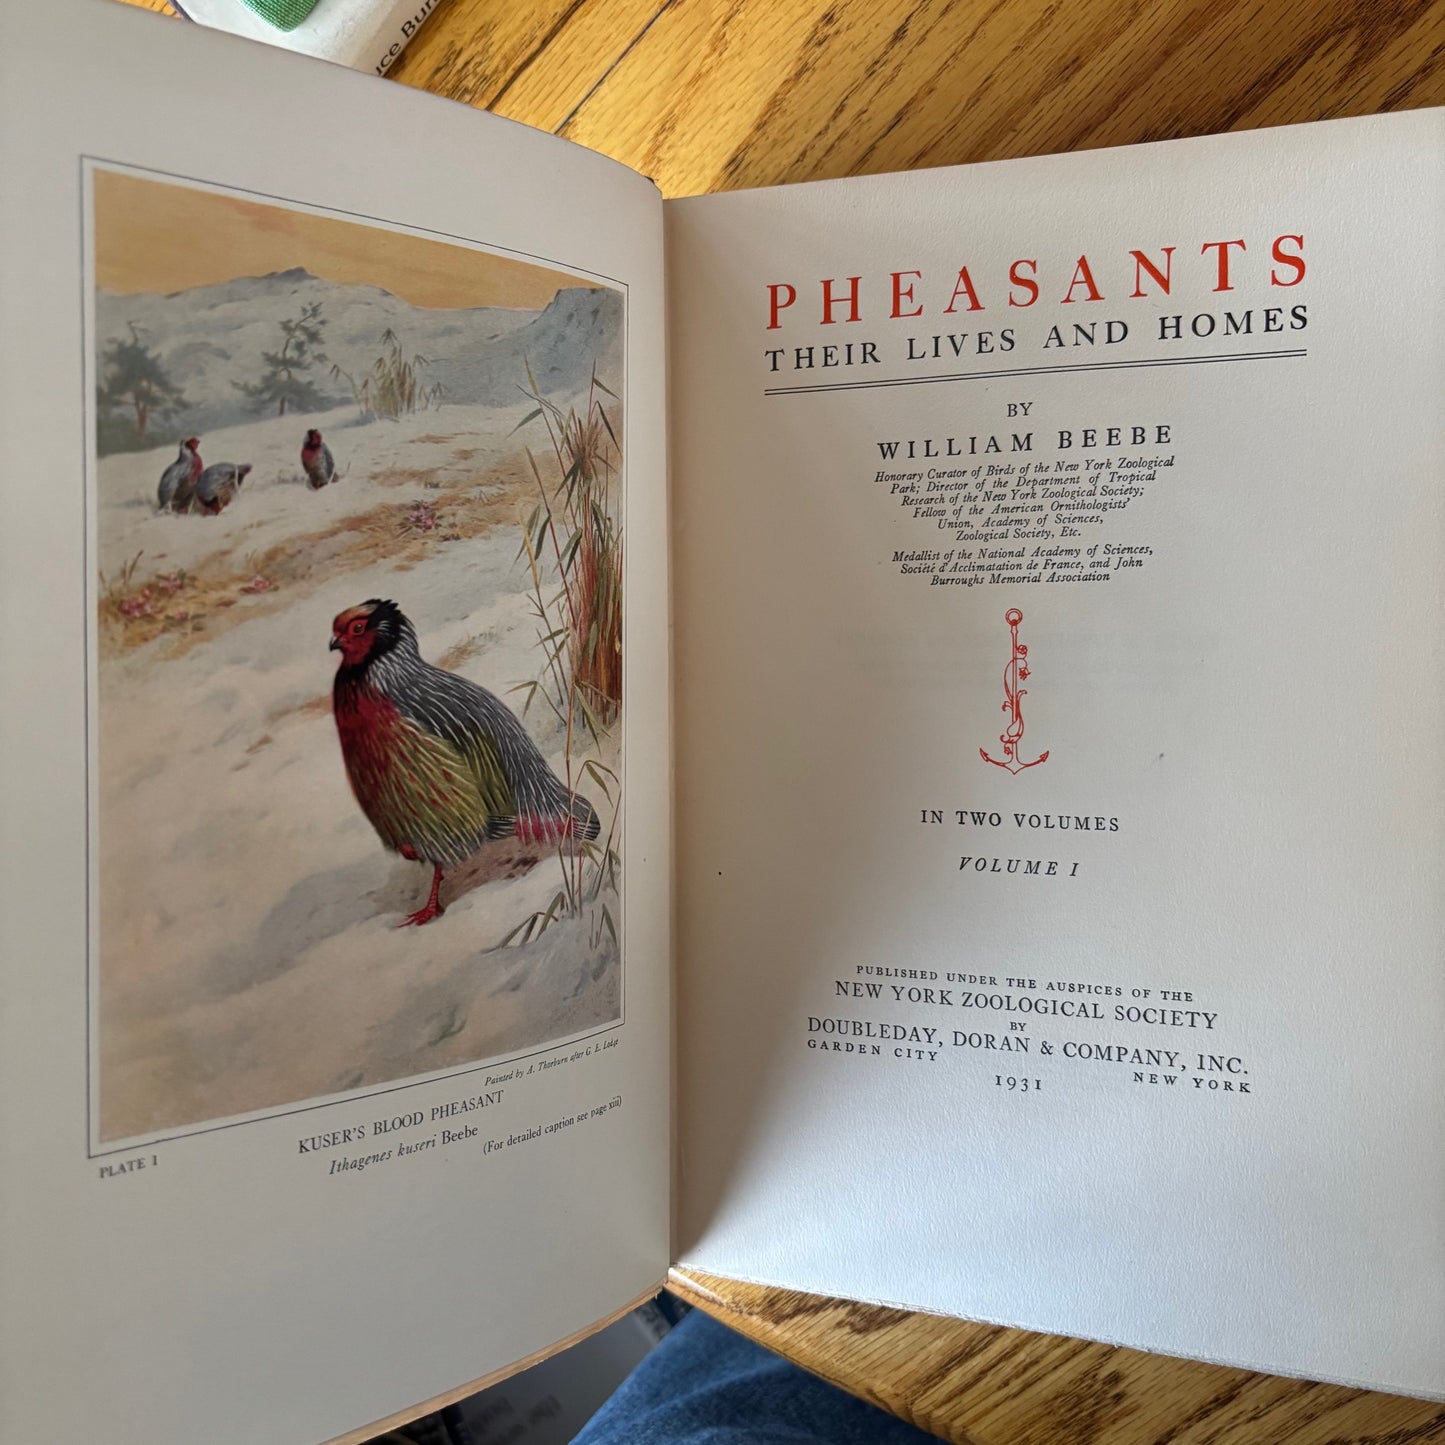 Painted by A. Thorburn after G. E. Lodge
KUSER'S BLOOD PHEASANT
Ithagenes kuseri Beebe
(For detailed caption see page xiii)
PLATE I
PHEASANTS
THEIR LIVES AND HOMES
BY
WILLIAM BEEBE
Honorary Curator of Birds of the New York Zoological
Park; Director of the Department of Tropical
Research of the New York Zoological Society;
Fellow of the American Ornithologists'
Union, Academy of Sciences,
Zoological Society, Etc.
Medallist of the National Academy of Sciences,
Société d'Acclimatation de France, and John
Burroughs Memorial Association
IN TWO VOLUMES
VOLUME I
PUBLISHED UNDER THE AUSPICES OF THE
NEW YORK ZOOLOGICAL SOCIETY
BY
DOUBLEDAY, DORAN & COMPANY, INC.
GARDEN CITY NEW YORK
1931